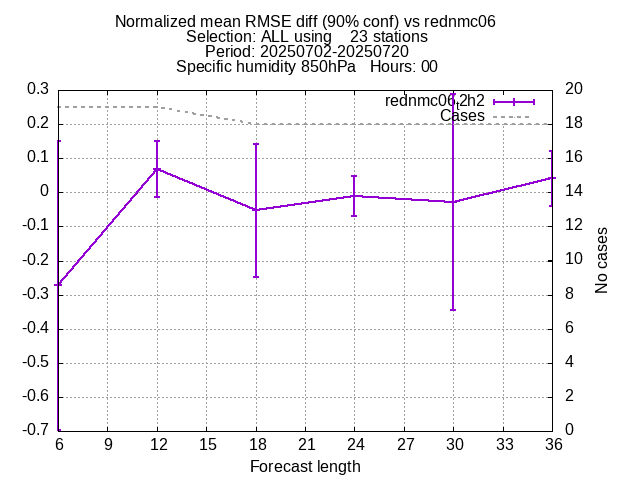 Normalized mean RMSE diff (90% conf) vs rednmc06
Selection: ALL using    23 stations
Period: 20250702-20250720
Specific humidity 850hPa   Hours: 00
rednmc06t2h2
Cases
0.3
0.2
0.1
0
-0.1
-0.2
-0.3
-0.4
-0.5
-0.6
-0.7
20
18
16
14
12
10
8
6
4
2
0
No cases
6 9 12 15 18 21 24 27 30 33 36
Forecast length